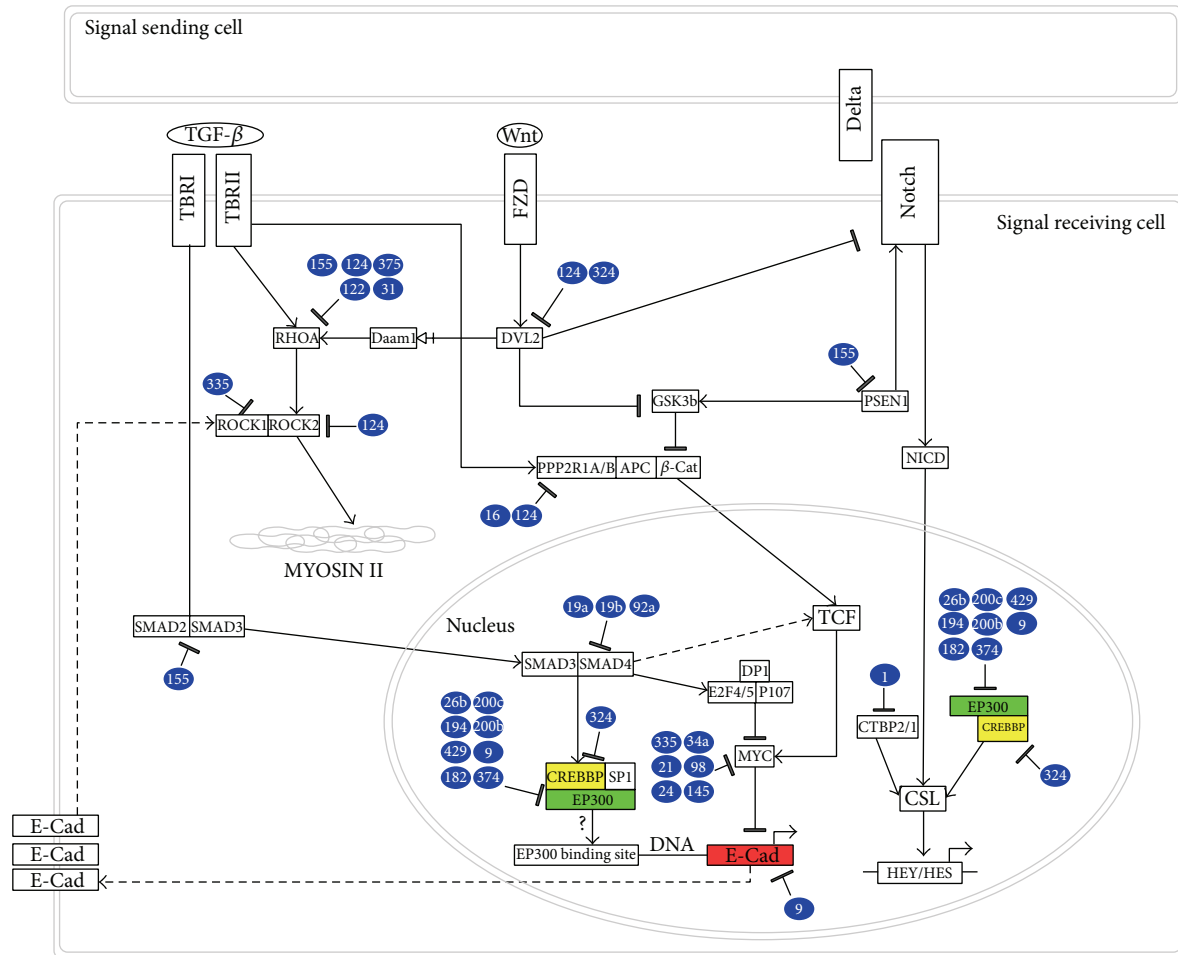 Signal sending cell
Delta
TGF-β
Wnt
TBRI
TBRII
FZD
Notch
Signal receiving cell
155 124 375
122 31
124 324
RHOA
Daam1
DVL2
155
335
GSK3b
PSEN1
ROCK1 ROCK2
124
NICD
PPP2R1A/B APC β-Cat
16 124
MYOSIN II
19a 19b 92a
26b 200c 429
194 200b 9
182 374
SMAD2 SMAD3
Nucleus
TCF
155
SMAD3 SMAD4
DP1
E2F4/5 P107
1
EP300
CREBBP
CTBP2/1
26b 200c
194 200b
429 9
182 374
324
335 34a
21 98
24 145
MYC
324
CREBBP SP1
EP300
CSL
?
E-Cad
E-Cad
E-Cad
EP300 binding site
DNA
E-Cad
HEY/HES
9